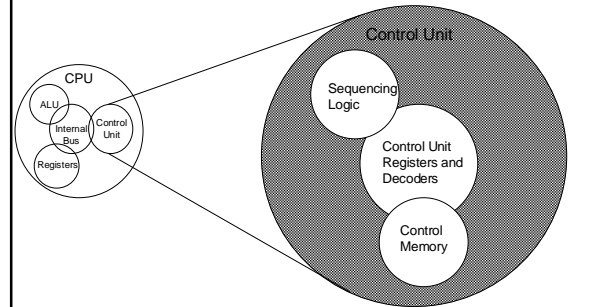 CPU
ALU
Internal
Bus
Control
Unit
Registers
Control Unit
Sequencing
Logic
Control Unit
Registers and
Decoders
Control
Memory